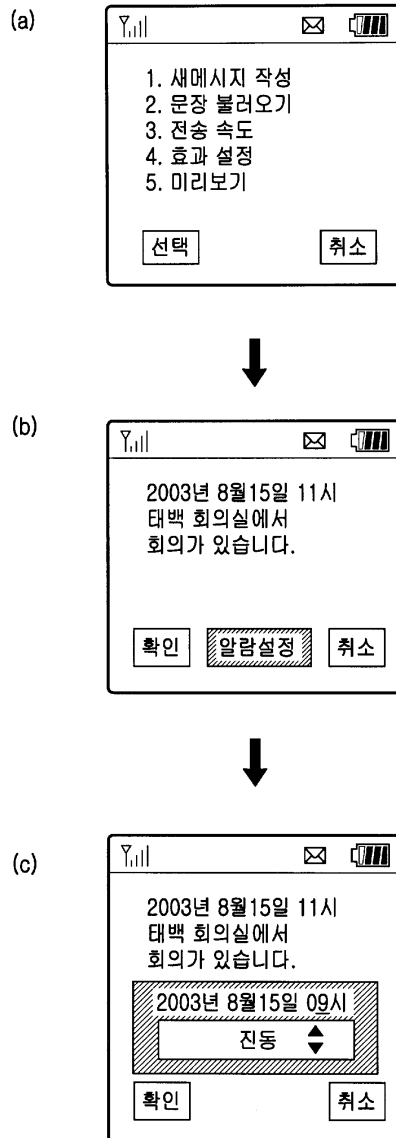 (a)
1. 새메시지 작성
2. 문장 불러오기
3. 전송 속도
4. 효과 설정
5. 미리보기
선택 취소
(b)
2003년 8월15일 11시
태백 회의실에서
회의가 있습니다.
확인 알람설정 취소
(c)
2003년 8월15일 11시
태백 회의실에서
회의가 있습니다.
2003년 8월15일 09시
진동
확인 취소